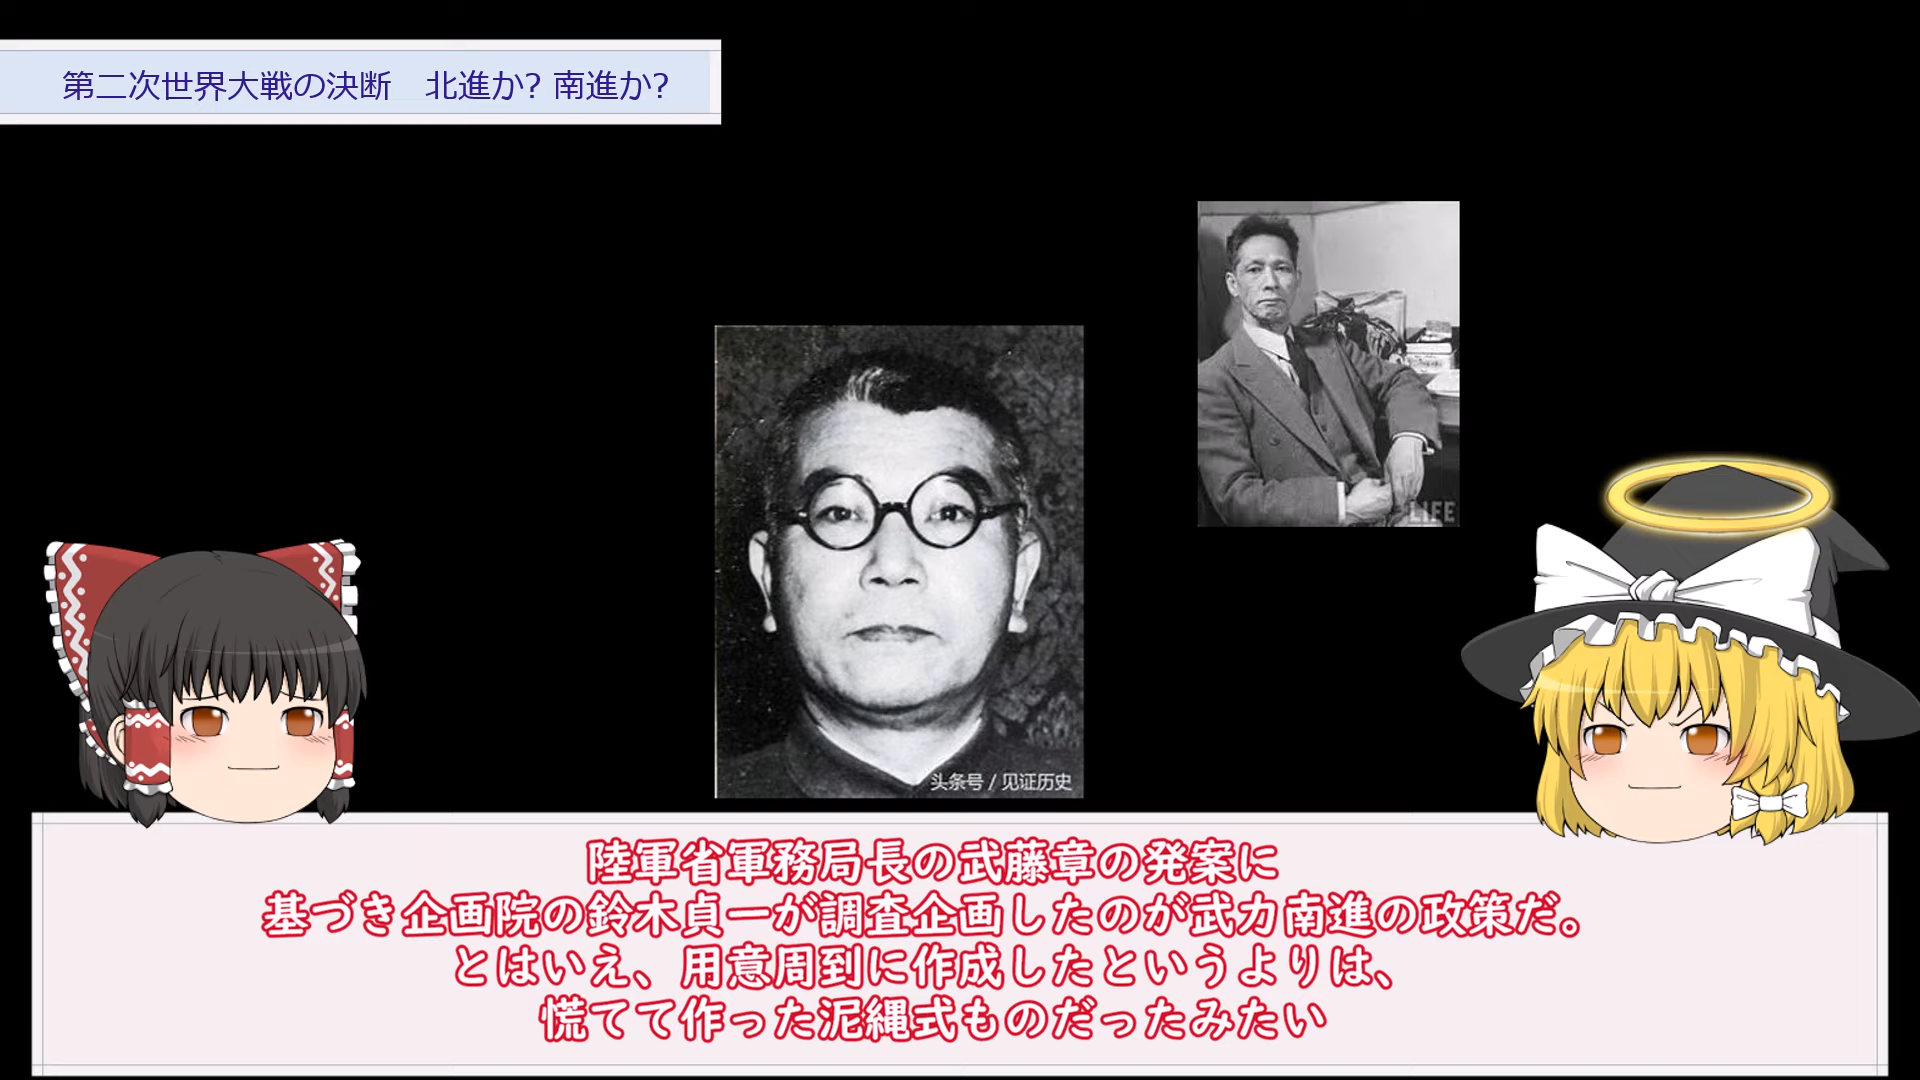 第二次世界大戦の決断　北進か? 南進か?
LIFE
头条号 / 见证历史
陸軍省軍務局長の武藤章の発案に
基づき企画院の鈴木貞一が調査企画したのが武力南進の政策だ。
とはいえ、用意周到に作成したというよりは、
慌てて作った泥縄式ものだったみたい